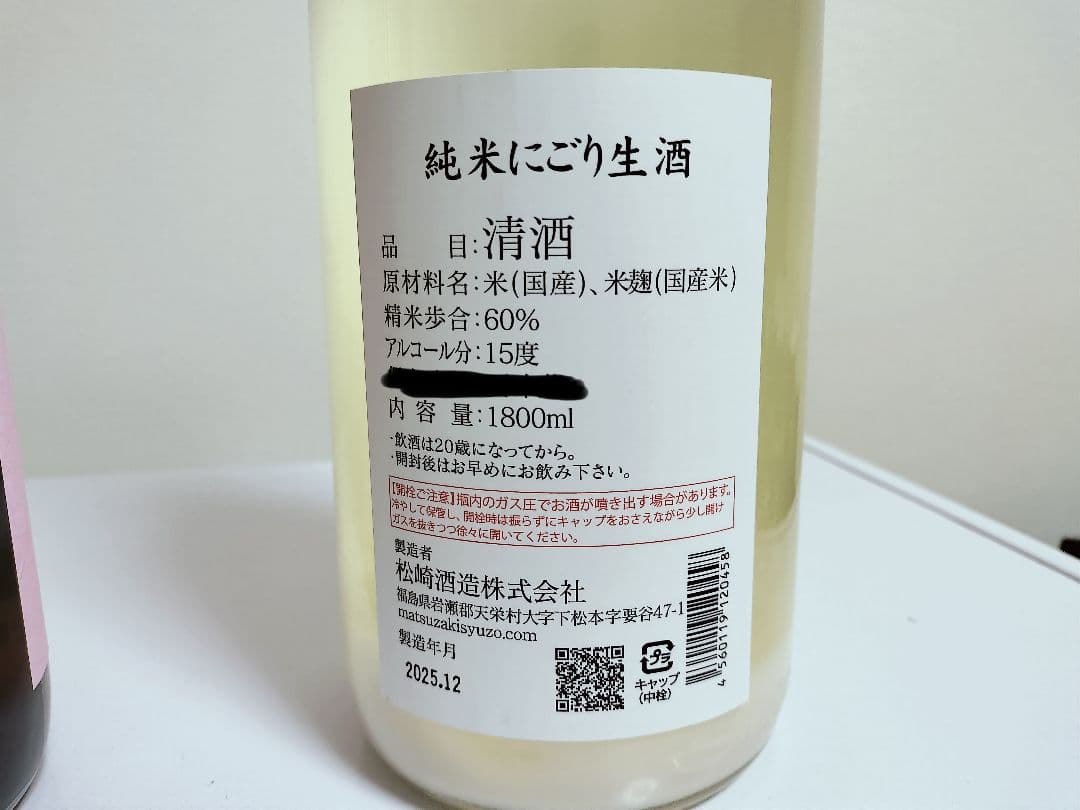 純米にごり生酒
品 目:清酒
原材料名:米(国産)、米麹(国産米)
精米歩合:60%
アルコール分:15度
内容量:1800ml
・飲酒は20歳になってから。
・開封後はお早めにお飲み下さい。
【開栓ご注意】瓶内のガス圧でお酒が噴き出す場合があります。
冷やして保管し、開栓時は振らずにキャップをおさえながら少し開け
ガスを抜きつつ徐々に開いてください。
製造者
松崎酒造株式会社
福島県岩瀬郡天栄村大字下松本字要谷47-1
matsuzakisyuzo.com
製造年月
2025.12
プラ
キャップ
(中栓)
4560119120458